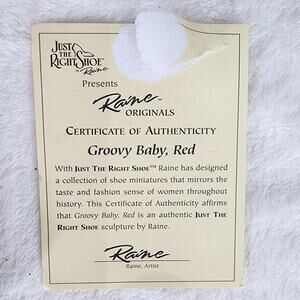 JUST
THE
RIGHT SHOE™
by Raine
Presents
Raine™
ORIGINALS
CERTIFICATE OF AUTHENTICITY
Groovy Baby, Red
With JUST THE RIGHT SHOE™ Raine has designed
a collection of shoe miniatures that mirrors the
taste and fashion sense of women throughout
history. This Certificate of Authenticity affirms
that Groovy Baby, Red is an authentic JUST THE
RIGHT SHOE sculpture by Raine.
Raine
Raine, Artist